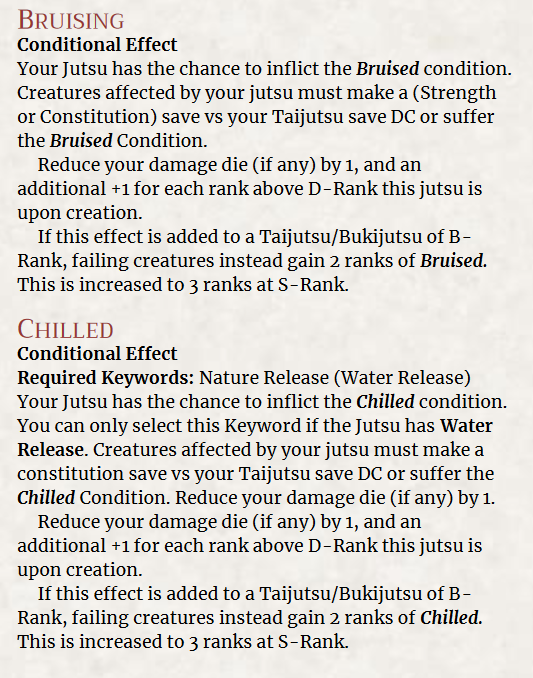 BRUISING
Conditional Effect
Your Jutsu has the chance to inflict the Bruised condition.
Creatures affected by your jutsu must make a (Strength
or Constitution) save vs your Taijutsu save DC or suffer
the Bruised Condition.
Reduce your damage die (if any) by 1, and an
additional +1 for each rank above D-Rank this jutsu is
upon creation.
If this effect is added to a Taijutsu/Bukijutsu of B-
Rank, failing creatures instead gain 2 ranks of Bruised.
This is increased to 3 ranks at S-Rank.
CHILLED
Conditional Effect
Required Keywords: Nature Release (Water Release)
Your Jutsu has the chance to inflict the Chilled condition.
You can only select this Keyword if the Jutsu has Water
Release. Creatures affected by your jutsu must make a
constitution save vs your Taijutsu save DC or suffer the
Chilled Condition. Reduce your damage die (if any) by 1.
Reduce your damage die (if any) by 1, and an
additional +1 for each rank above D-Rank this jutsu is
upon creation.
If this effect is added to a Taijutsu/Bukijutsu of B-
Rank, failing creatures instead gain 2 ranks of Chilled.
This is increased to 3 ranks at S-Rank.